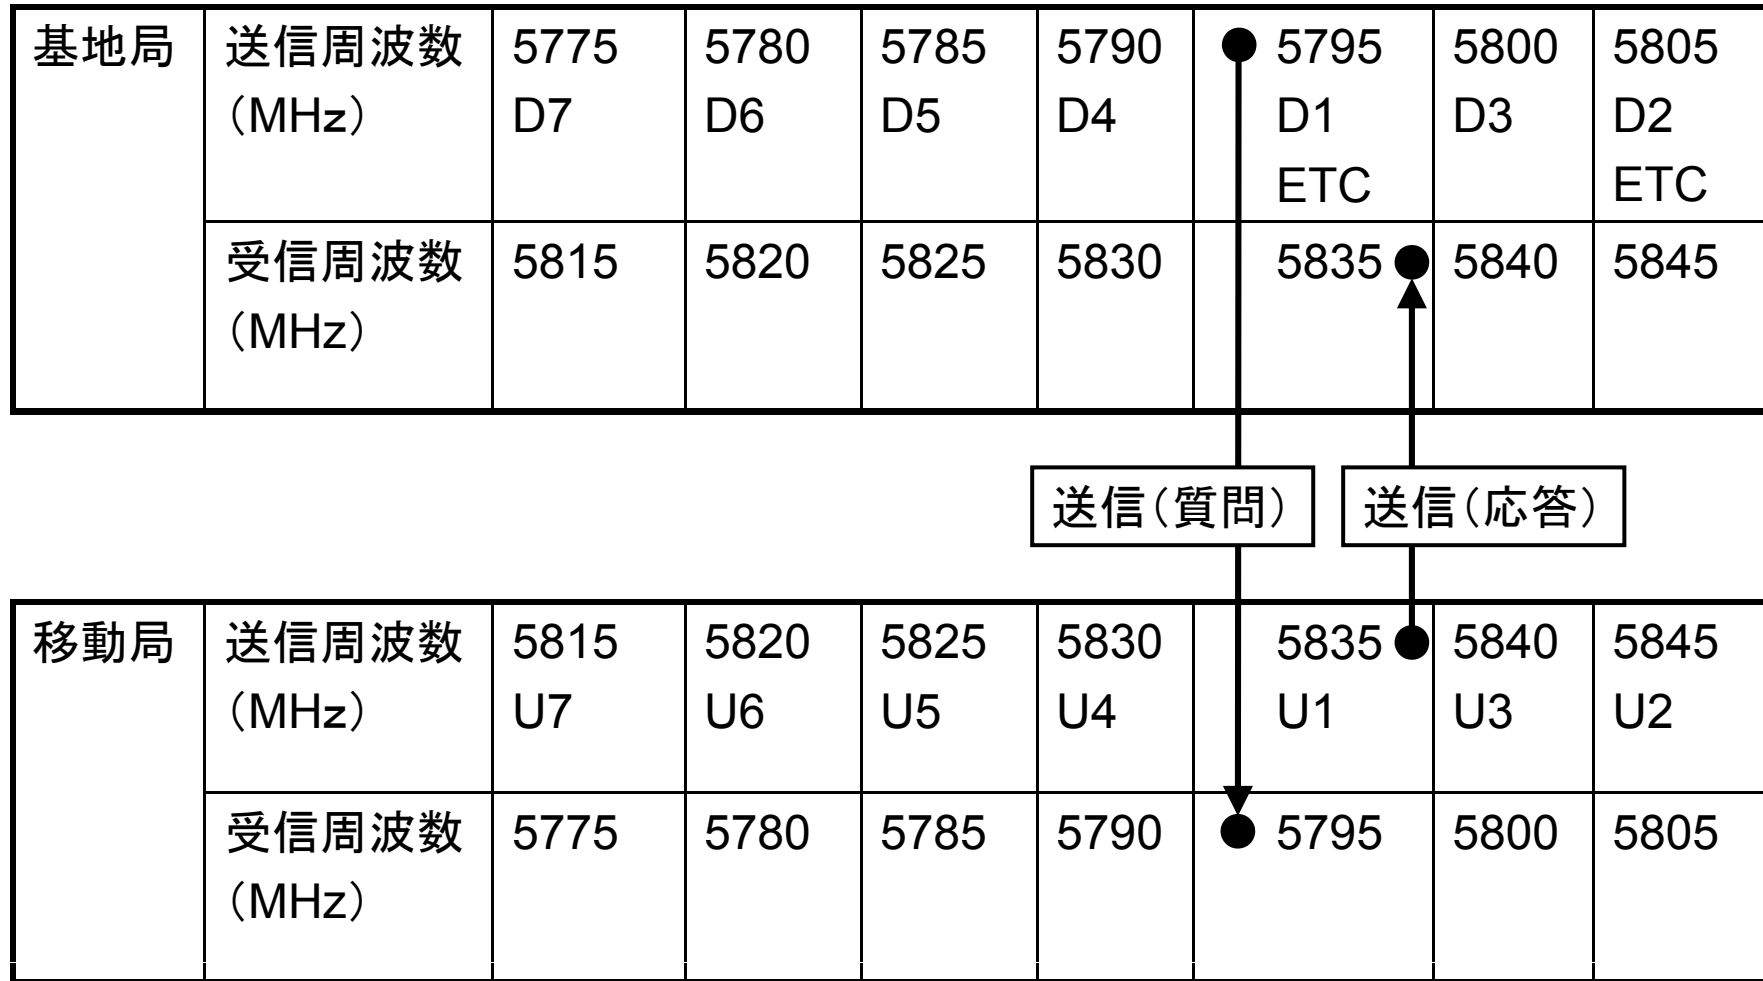 基地局 送信周波数 5775 5780 5785 5790 5795 5800 5805
（MHz） D7 D6 D5 D4 D1 D3 D2
ETC ETC
受信周波数 5815 5820 5825 5830 5835 5840 5845
（MHz）
送信（質問） 送信（応答）
移動局 送信周波数 5815 5820 5825 5830 5835 5840 5845
（MHz） U7 U6 U5 U4 U1 U3 U2
受信周波数 5775 5780 5785 5790 5795 5800 5805
（MHz）